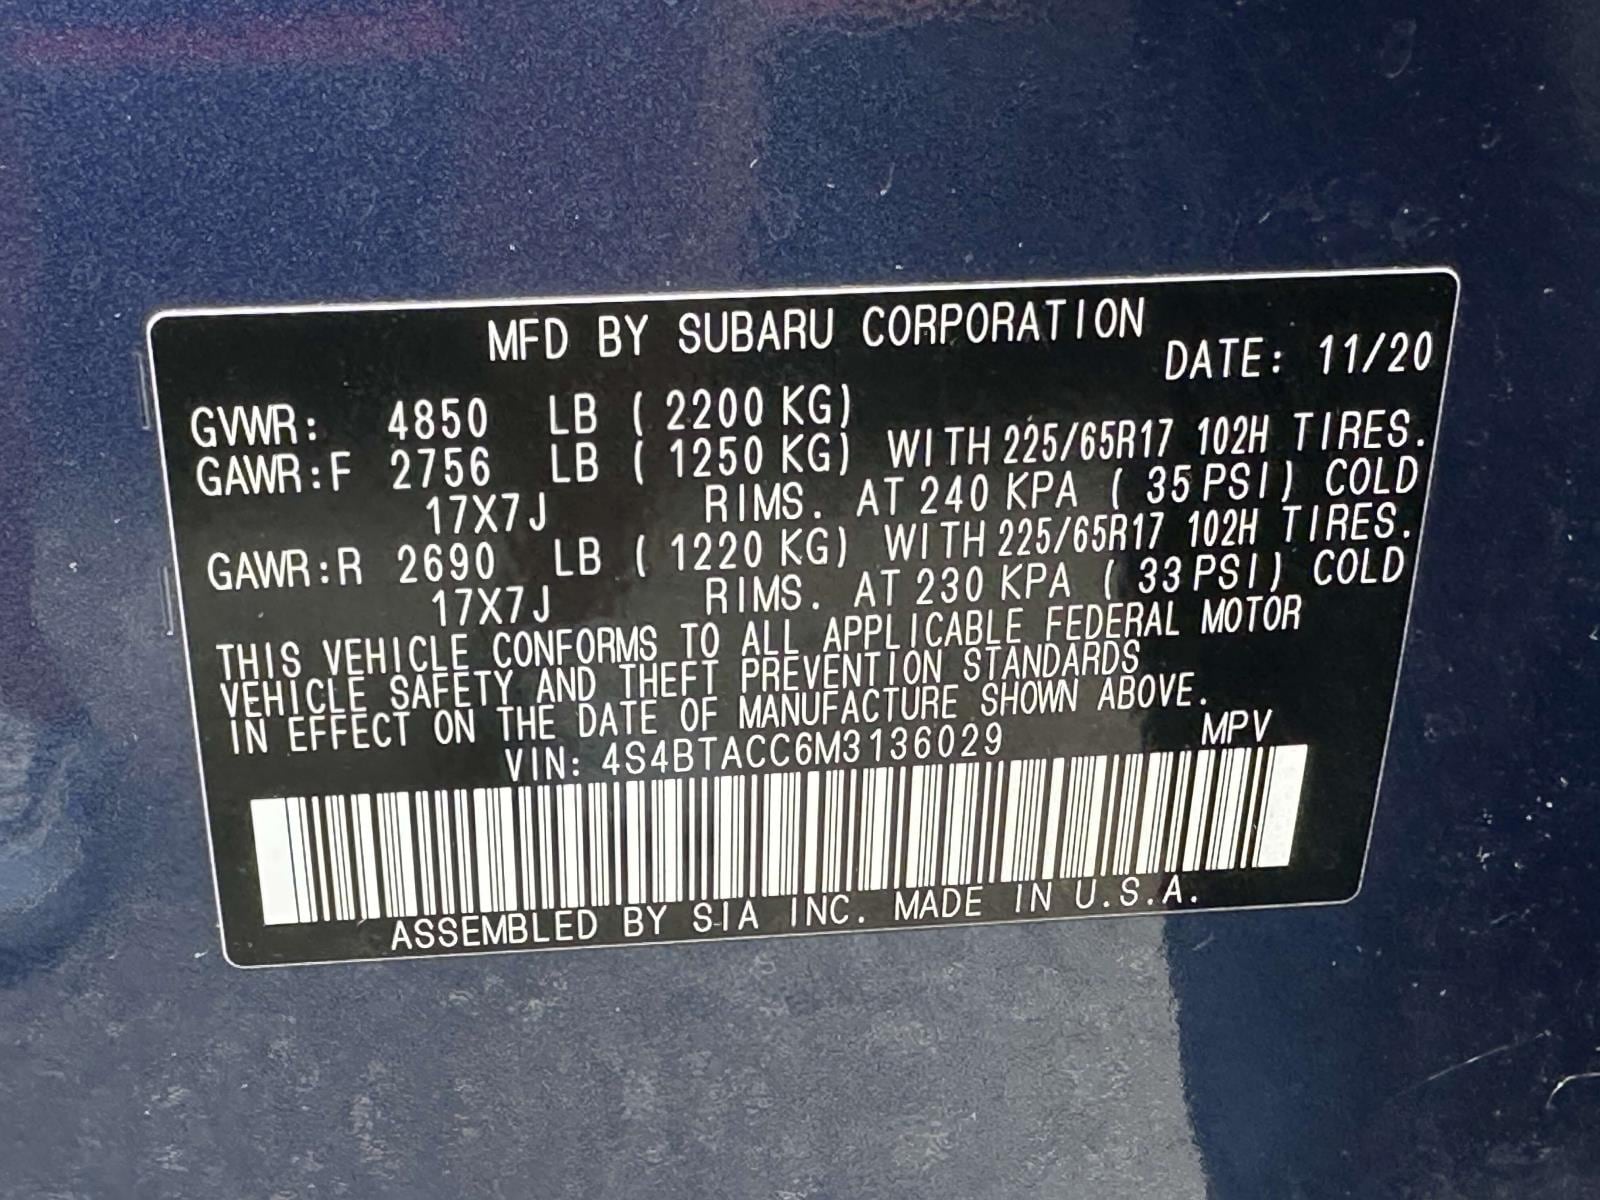 MFD BY SUBARU CORPORATION
DATE: 11/20
GVWR: 4850 LB ( 2200 KG)
GAWR:F 2756 LB ( 1250 KG) WITH 225/65R17 102H TIRES.
17X7J RIMS. AT 240 KPA ( 35 PSI) COLD
GAWR:R 2690 LB ( 1220 KG) WITH 225/65R17 102H TIRES.
17X7J RIMS. AT 230 KPA ( 33 PSI) COLD
THIS VEHICLE CONFORMS TO ALL APPLICABLE FEDERAL MOTOR
VEHICLE SAFETY AND THEFT PREVENTION STANDARDS
IN EFFECT ON THE DATE OF MANUFACTURE SHOWN ABOVE.
VIN: 4S4BTACC6M3136029 MPV
ASSEMBLED BY SIA INC. MADE IN U.S.A.